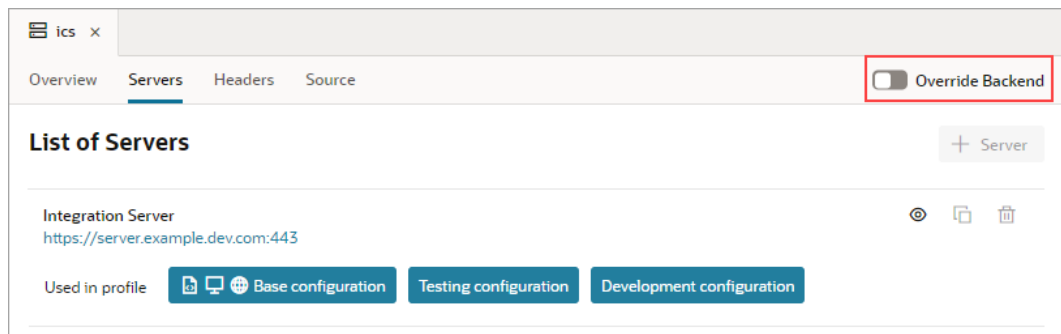 ics
Overview Servers Headers Source Override Backend
List of Servers + Server
Integration Server
https://server.example.dev.com:443
Used in profile Base configuration Testing configuration Development configuration